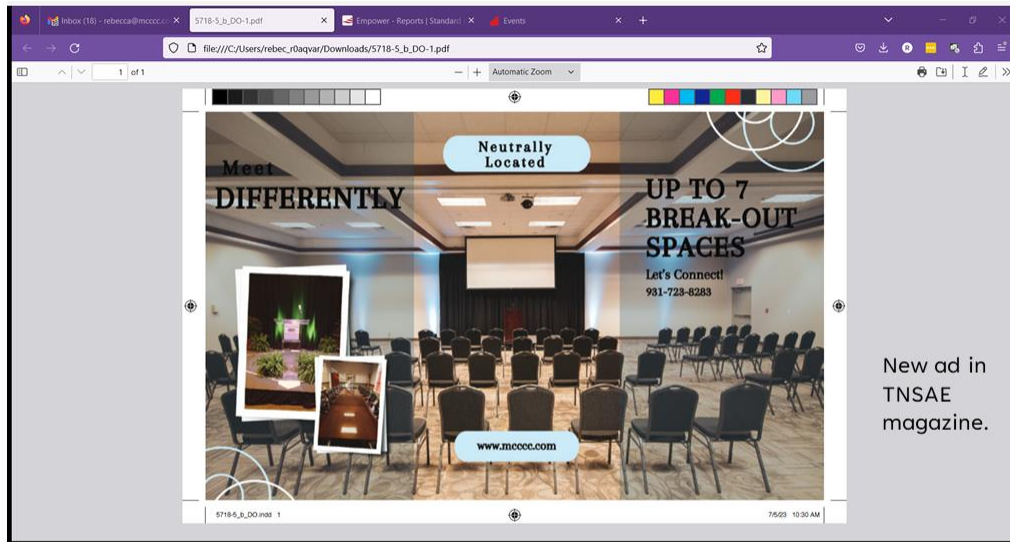 Inbox (18) - rebecca@mccc.c
5718-5_b_DO-1.pdf
Empower - Reports | Standard
Events
file:///C:/Users/rebec_r0aqvar/Downloads/5718-5_b_DO-1.pdf
R
1 of 1
Automatic Zoom
Meet
DIFFERENTLY
Neutrally
Located
UP TO 7
BREAK-OUT
SPACES
Let's Connect!
931-723-8283
www.mcccc.com
New ad in
TNSAE
magazine.
5718-5_b_DO.indd 1
7/5/23 10:30 AM